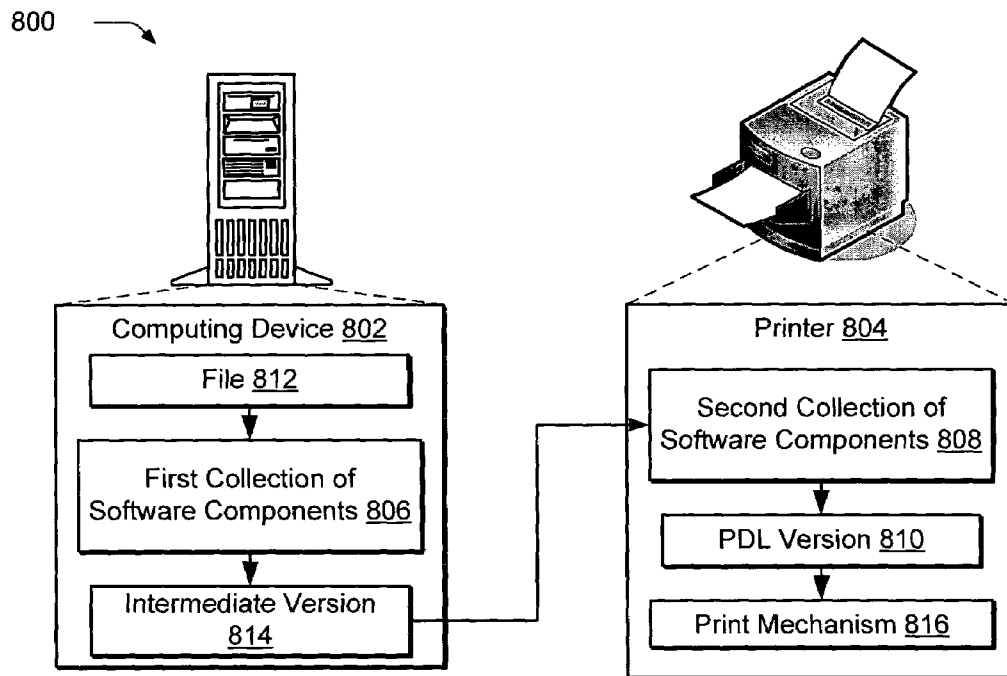 800
Computing Device 802
File 812
First Collection of
Software Components 806
Intermediate Version
814
Printer 804
Second Collection of
Software Components 808
PDL Version 810
Print Mechanism 816